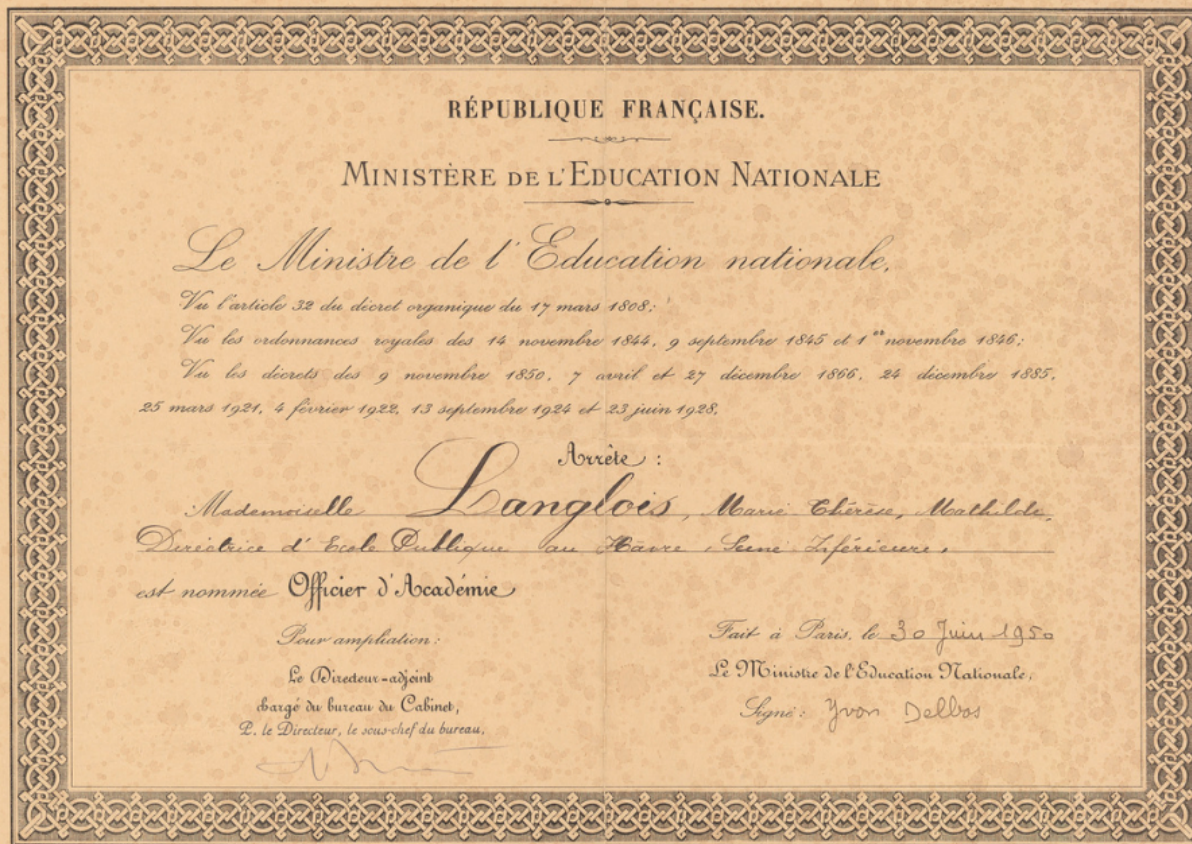 RÉPUBLIQUE FRANÇAISE.
MINISTÈRE DE L'EDUCATION NATIONALE
Le Ministre de l'Education nationale,
Vu l'article 32 du décret organique du 17 mars 1808;
Vu les ordonnances royales des 14 novembre 1844, 9 septembre 1845 et 1er novembre 1846;
Vu les décrets des 9 novembre 1850, 7 avril et 27 décembre 1866, 24 décembre 1885,
25 mars 1921, 4 février 1922, 13 septembre 1924 et 23 juin 1928,
Arrête :
Mademoiselle Langlois, Marie Thérèse, Mathilde,
Directrice d'Ecole Publique au Havre, Seine Inférieure,
est nommée Officier d'Académie
Pour ampliation:
Le Directeur-adjoint
chargé du bureau du Cabinet,
P. le Directeur, le sous-chef du bureau,
Fait à Paris, le 30 Juin 1950
Le Ministre de l'Education Nationale,
Signé: Yvon Delbos